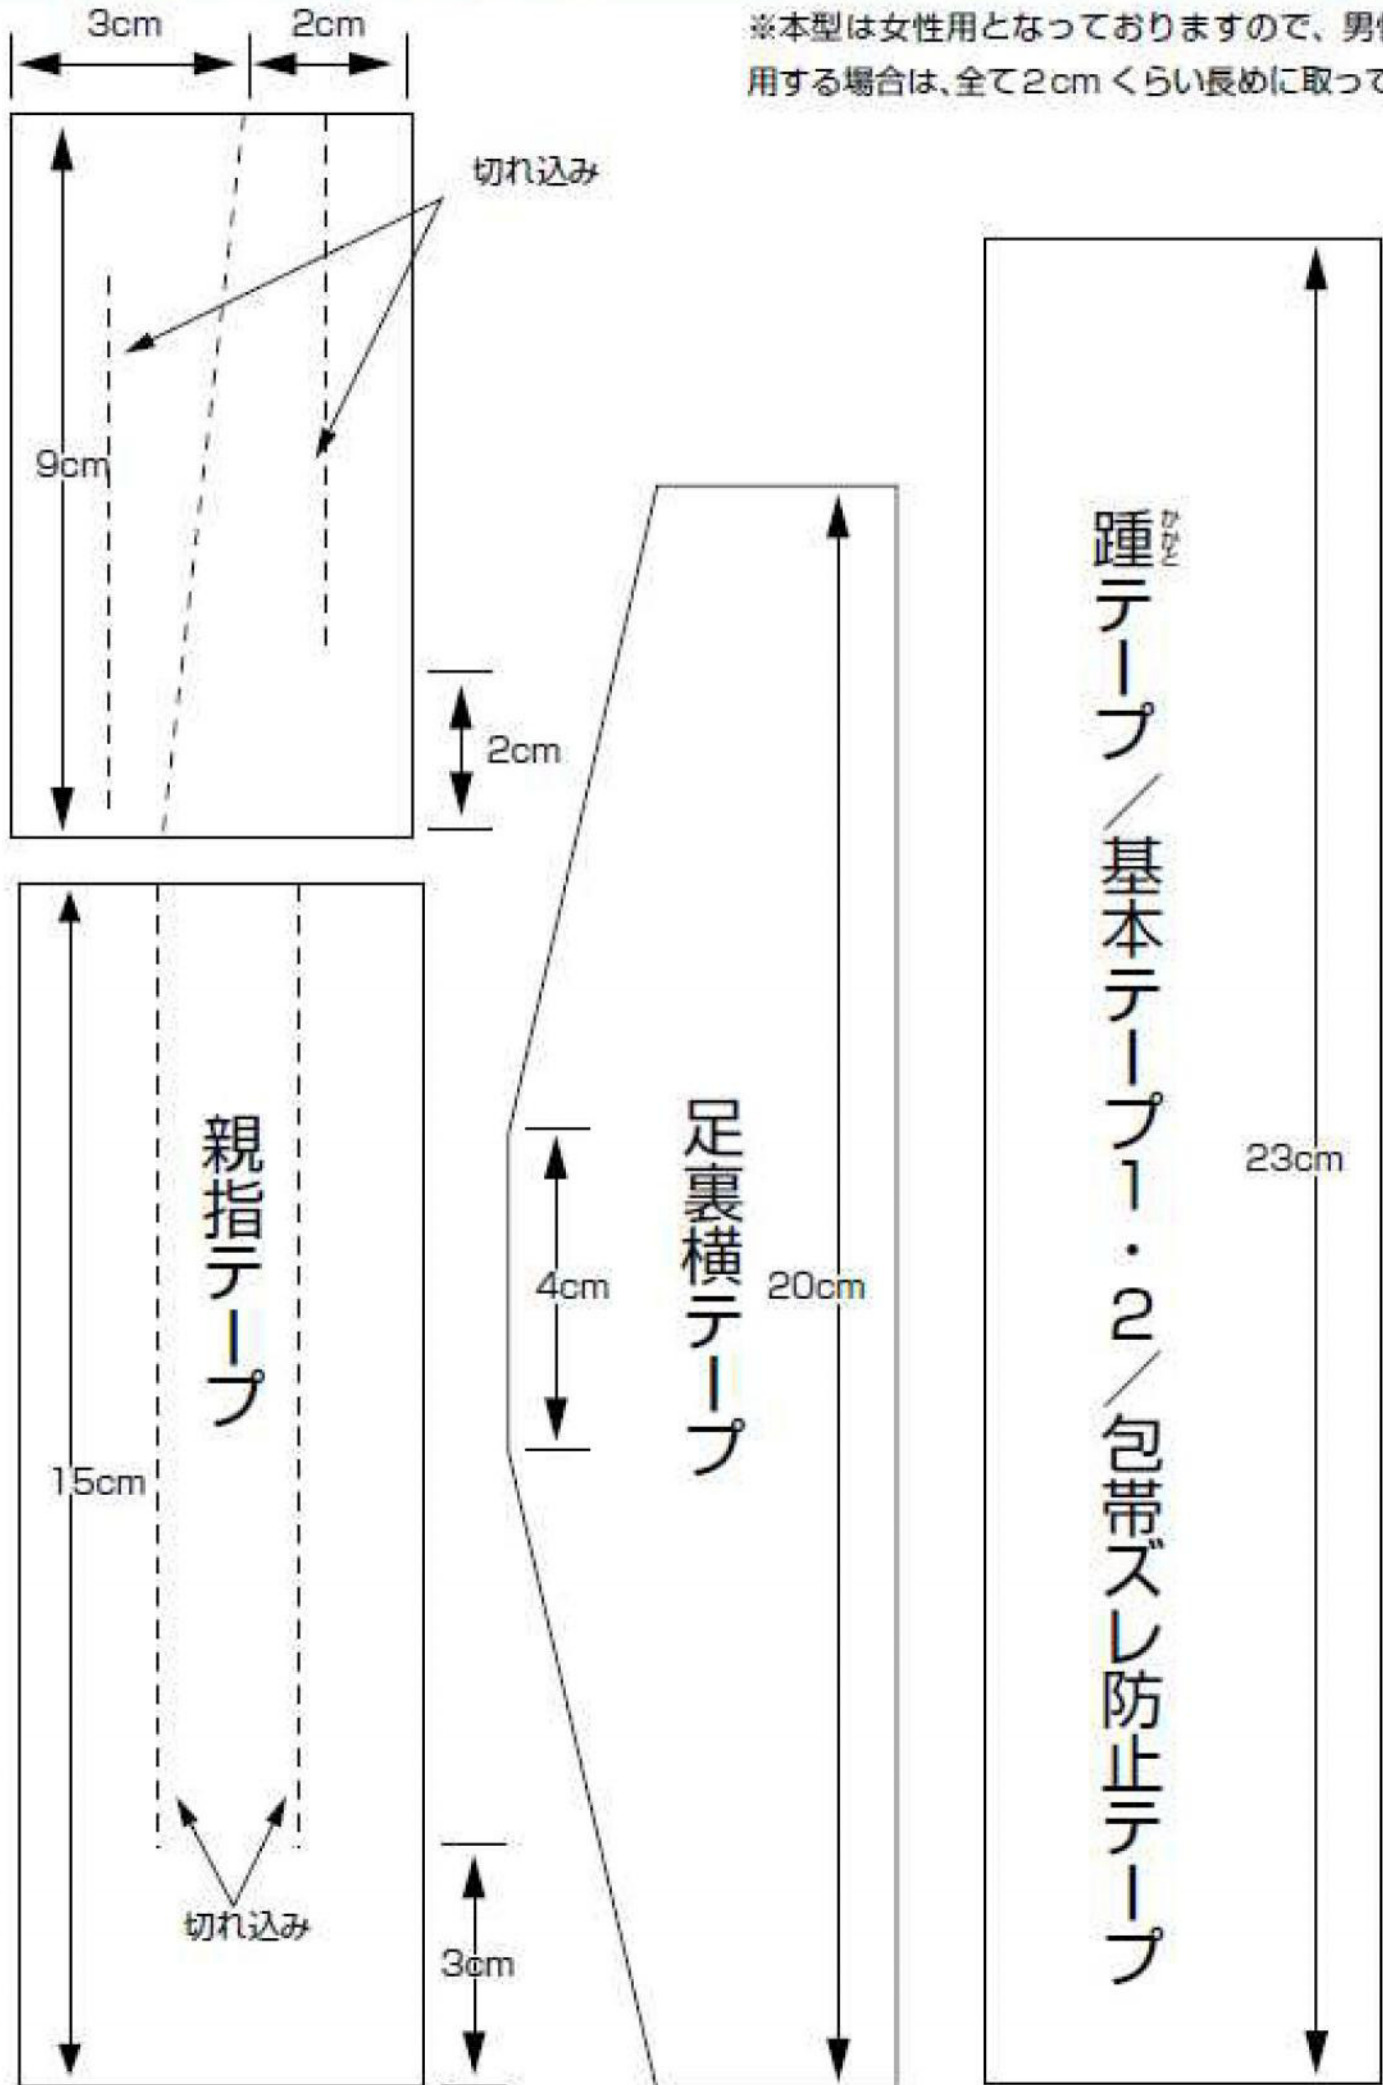 3cm
2cm
※本型は女性用となっておりますので、男
用する場合は、全て2cmくらい長めに取って
切れ込み
9cm
2cm
親指テープ
15cm
切れ込み
3cm
足裏横テープ
4cm
20cm
踵テープ／基本テープ1・2／包帯ズレ防止テープ
かかと
23cm